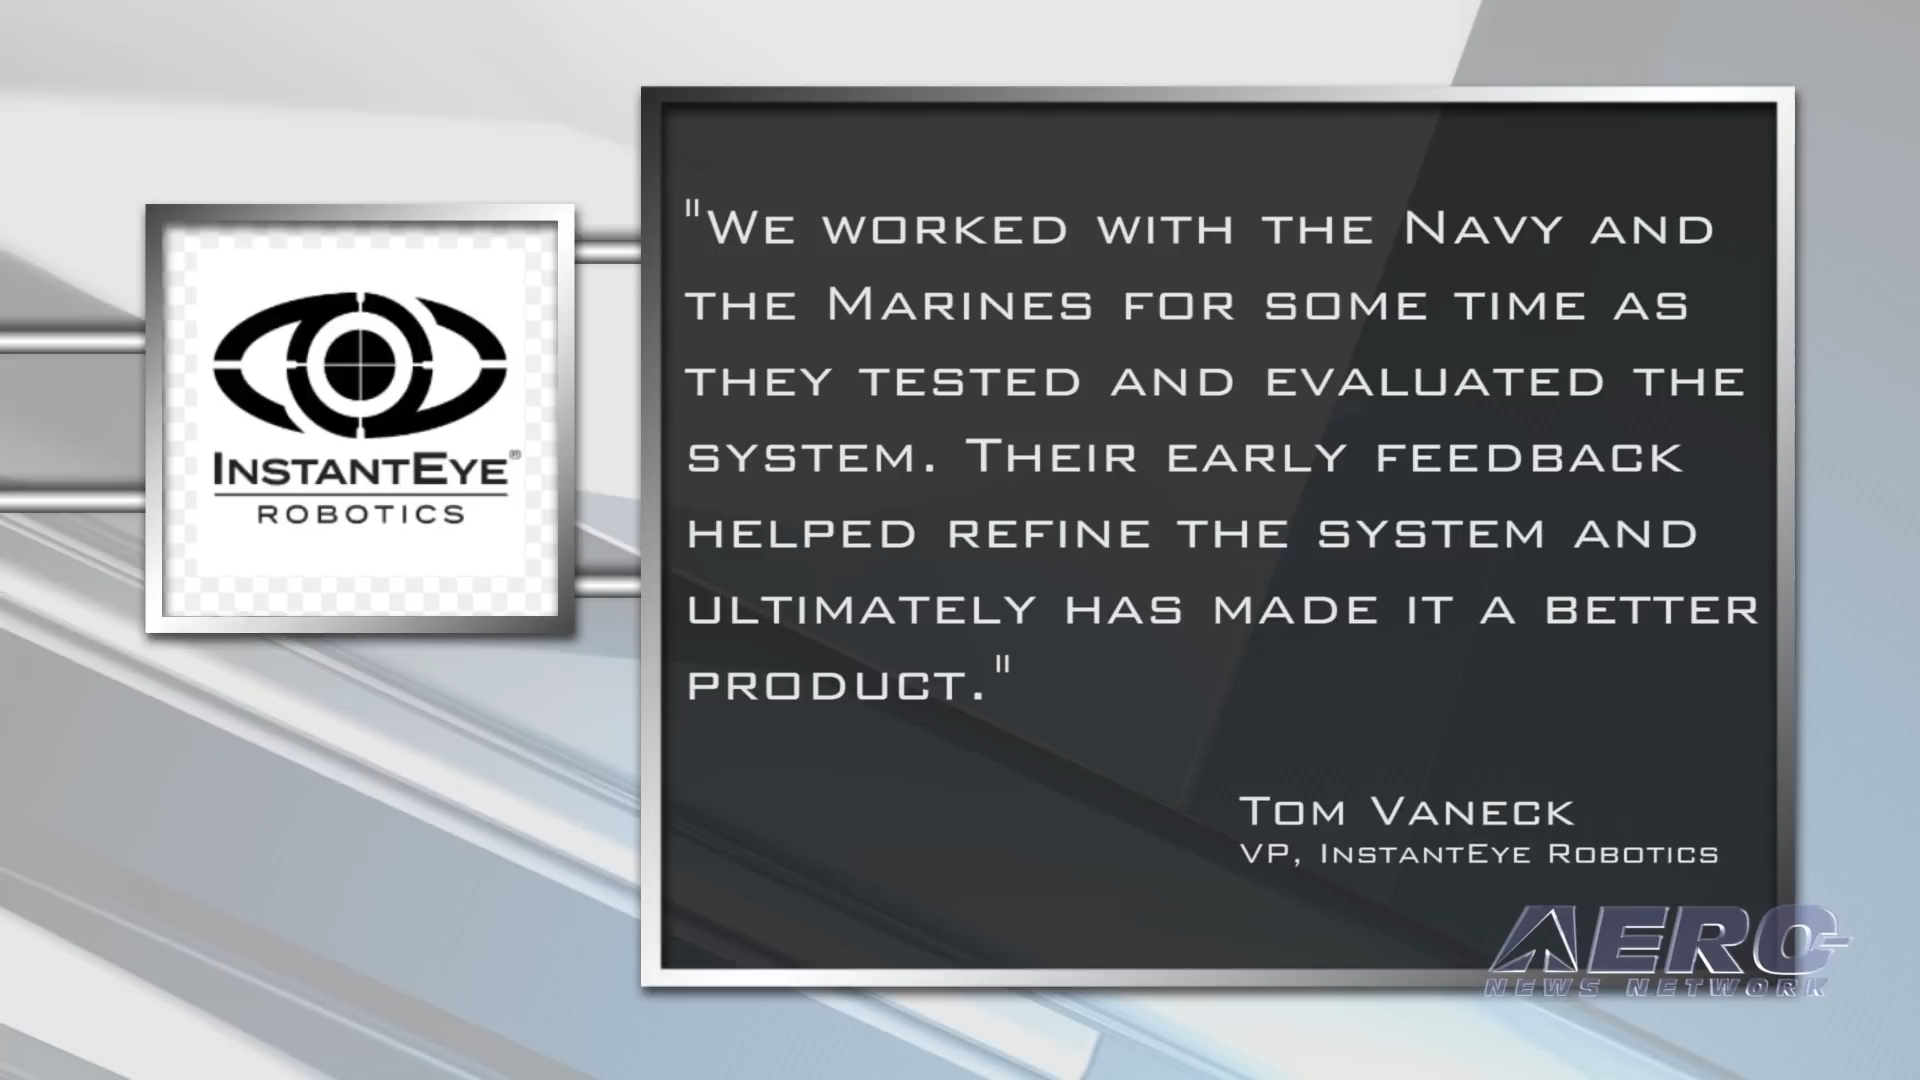 INSTANTEYE®
ROBOTICS
"WE WORKED WITH THE NAVY AND
THE MARINES FOR SOME TIME AS
THEY TESTED AND EVALUATED THE
SYSTEM. THEIR EARLY FEEDBACK
HELPED REFINE THE SYSTEM AND
ULTIMATELY HAS MADE IT A BETTER
PRODUCT."
TOM VANECK
VP, INSTANTEYE ROBOTICS
AERO-
NEWS NETWORK